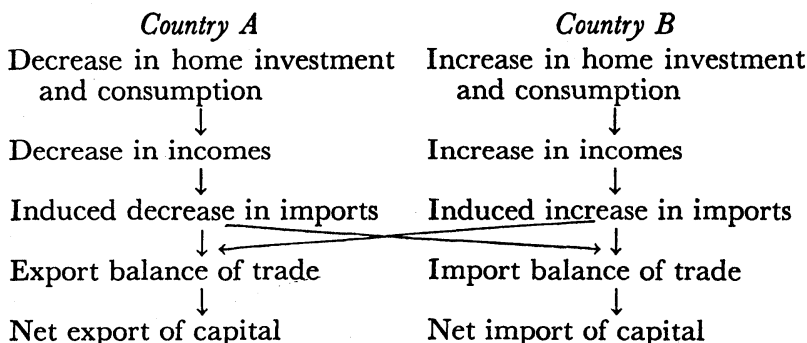 Country A
Country B
Decrease in home investment
and consumption
Increase in home investment
and consumption
Decrease in incomes
Increase in incomes
Induced decrease in imports
Induced increase in imports
Export balance of trade
Import balance of trade
Net export of capital
Net import of capital